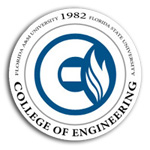 1982
FLORIDA A&M UNIVERSITY
FLORIDA STATE UNIVERSITY
COLLEGE OF ENGINEERING